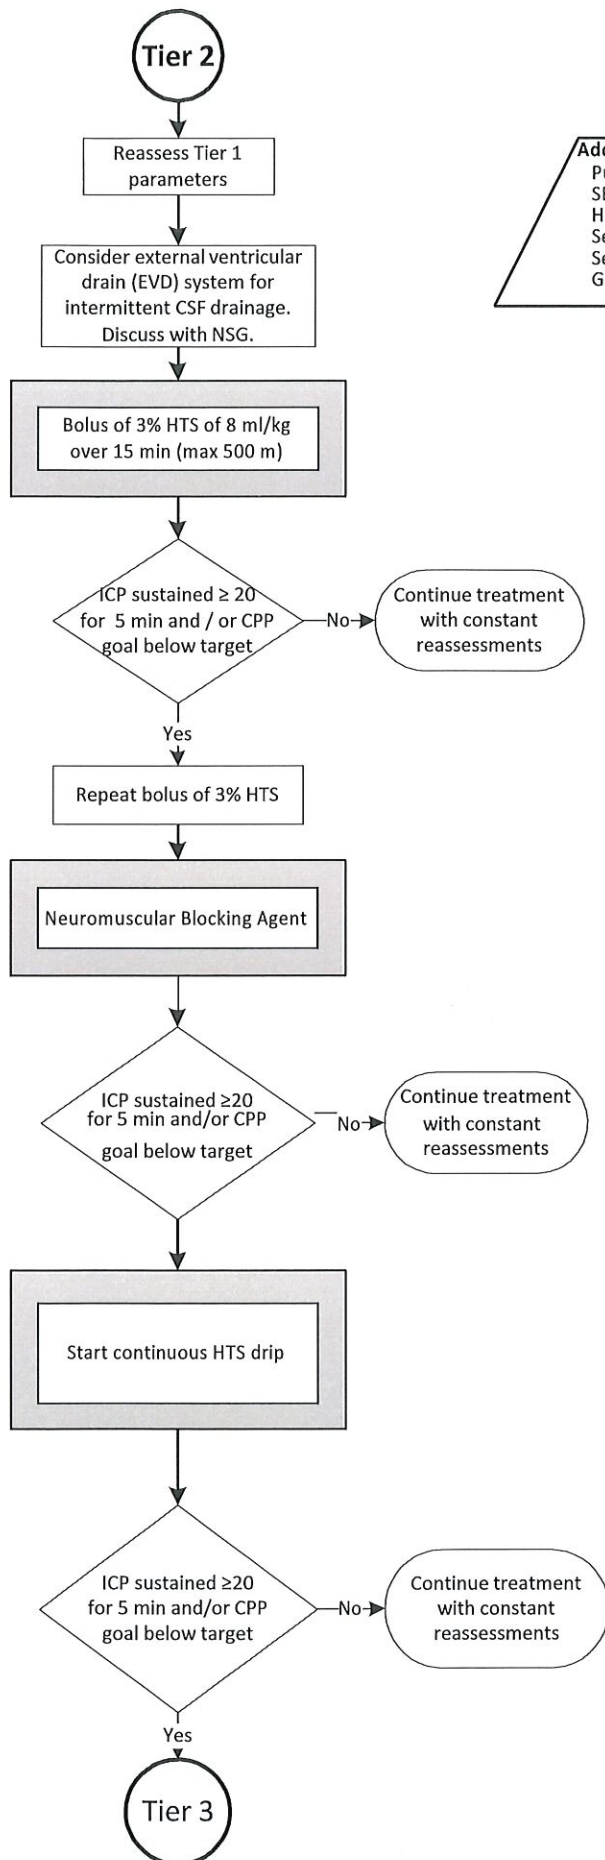 Tier 2
Reassess Tier 1
parameters
Consider external ventricular
drain (EVD) system for
intermittent CSF drainage.
Discuss with NSG.
Bolus of 3% HTS of 8 ml/kg
over 15 min (max 500 m)
ICP sustained ≥ 20
for 5 min and / or CPP
goal below target
No
Continue treatment
with constant
reassessments
Yes
Repeat bolus of 3% HTS
Neuromuscular Blocking Agent
ICP sustained ≥20
for 5 min and/or CPP
goal below target
No
Continue treatment
with constant
reassessments
Start continuous HTS drip
ICP sustained ≥20
for 5 min and/or CPP
goal below target
No
Continue treatment
with constant
reassessments
Yes
Tier 3